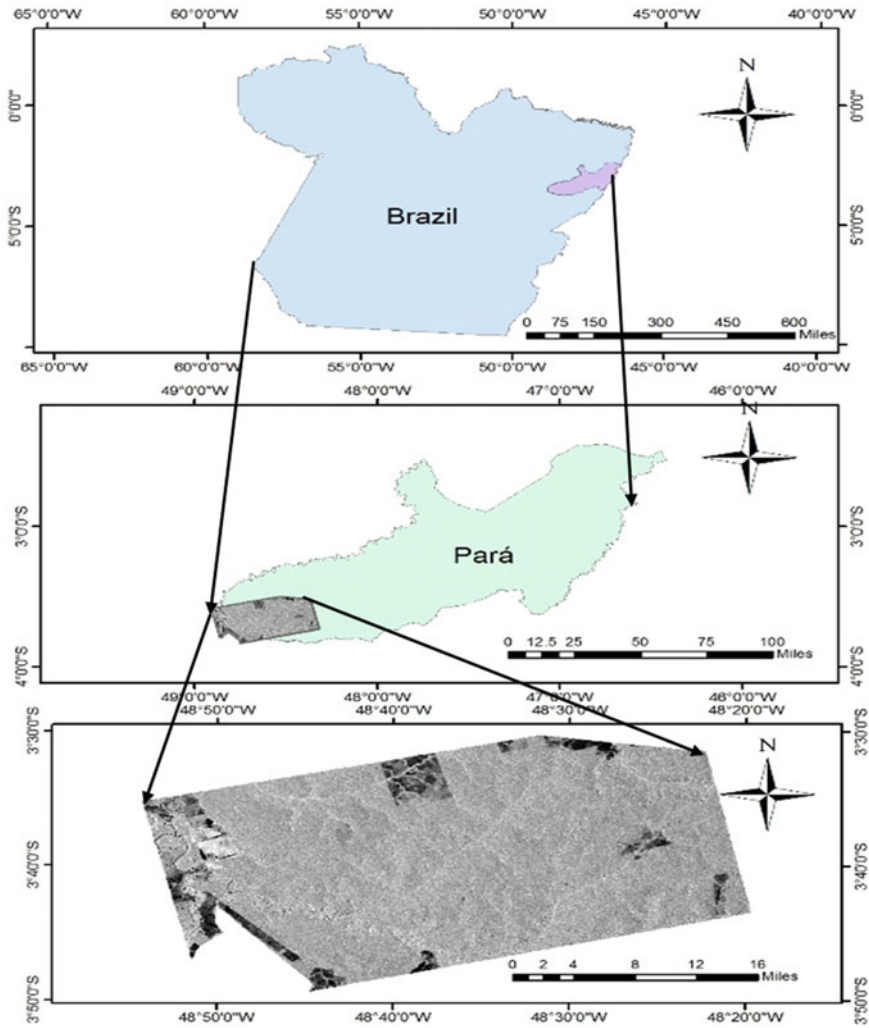 65°0'0"W 60°0'0"W 55°0'0"W 50°0'0"W 45°0'0"W 40°0'0"W
N
0°0'0"
0°0'0"
Brazil
5°0'0"S
5°0'0"S
0 75 150 300 450 600
Miles
65°0'0"W 60°0'0"W 55°0'0"W 50°0'0"W 45°0'0"W 40°0'0"W
49°0'0"W 48°0'0"W 47°0'0"W 46°0'0"W
N
3°0'0"S
3°0'0"S
Pará
0 12.5 25 50 75 100
Miles
4°0'0"S
4°0'0"S
49°0'0"W 48°0'0"W 47°0'0"W 46°0'0"W
48°50'0"W 48°40'0"W 48°30'0"W 48°20'0"W
3°30'0"S
3°30'0"S
N
3°40'0"S
3°40'0"S
0 2 4 8 12 16
Miles
3°50'0"S
3°50'0"S
48°50'0"W 48°40'0"W 48°30'0"W 48°20'0"W